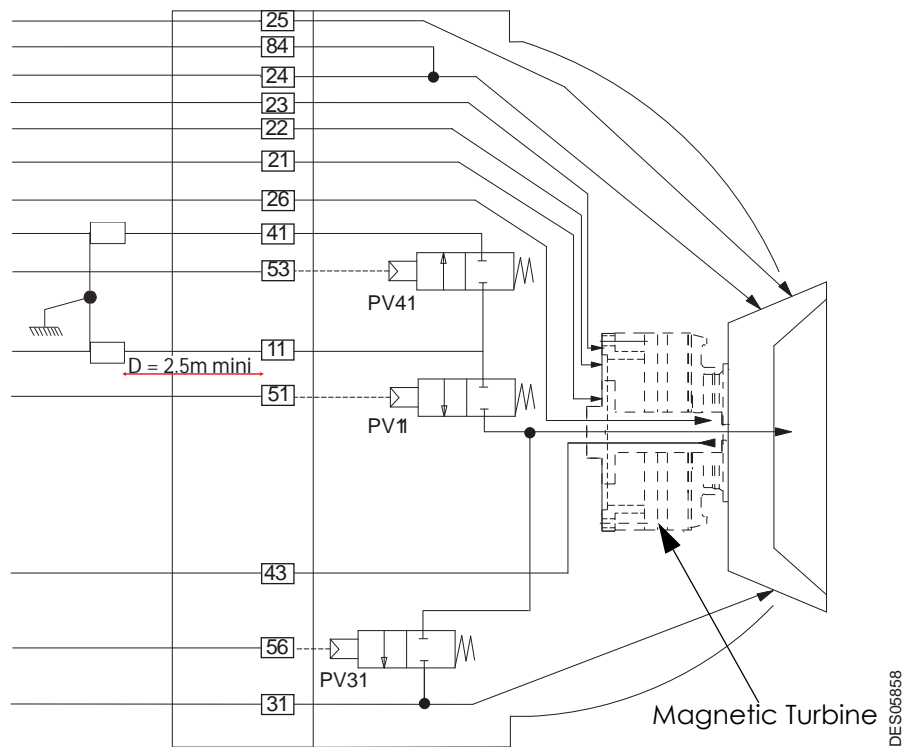 25
84
24
23
22
21
26
41
53
PV41
11
D = 2.5m mini
51
PV11
43
56
PV31
31
Magnetic Turbine
DES05858